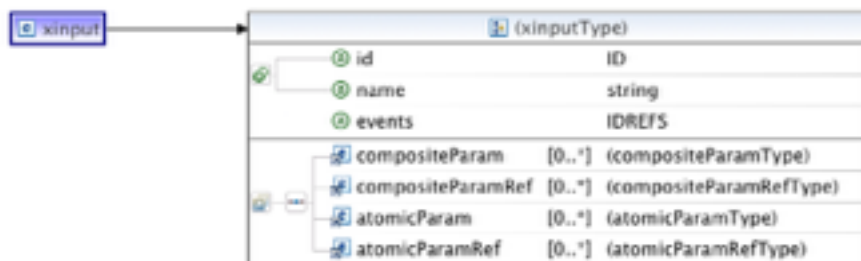 xinput
(xinputType)
id ID
name string
events IDREFS
compositeParam [0..*] (compositeParamType)
compositeParamRef [0..*] (compositeParamRefType)
atomicParam [0..*] (atomicParamType)
atomicParamRef [0..*] (atomicParamRefType)